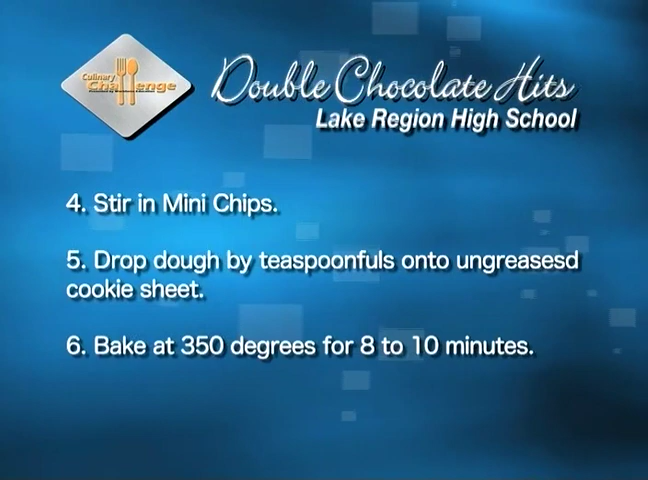 Culinary
Challenge
Double Chocolate Hits
Lake Region High School
4. Stir in Mini Chips.
5. Drop dough by teaspoonfuls onto ungreasesd
cookie sheet.
6. Bake at 350 degrees for 8 to 10 minutes.